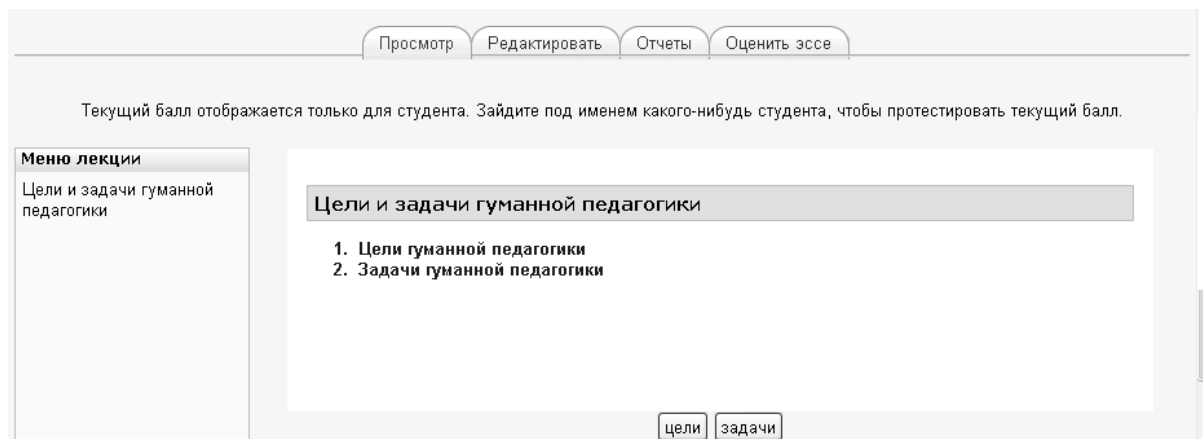 Просмотр Редактировать Отчеты Оценить эссе
Текущий балл отображается только для студента. Зайдите под именем какого-нибудь студента, чтобы протестировать текущий балл.
Меню лекции
Цели и задачи гуманной
педагогики
Цели и задачи гуманной педагогики
1. Цели гуманной педагогики
2. Задачи гуманной педагогики
цели задачи